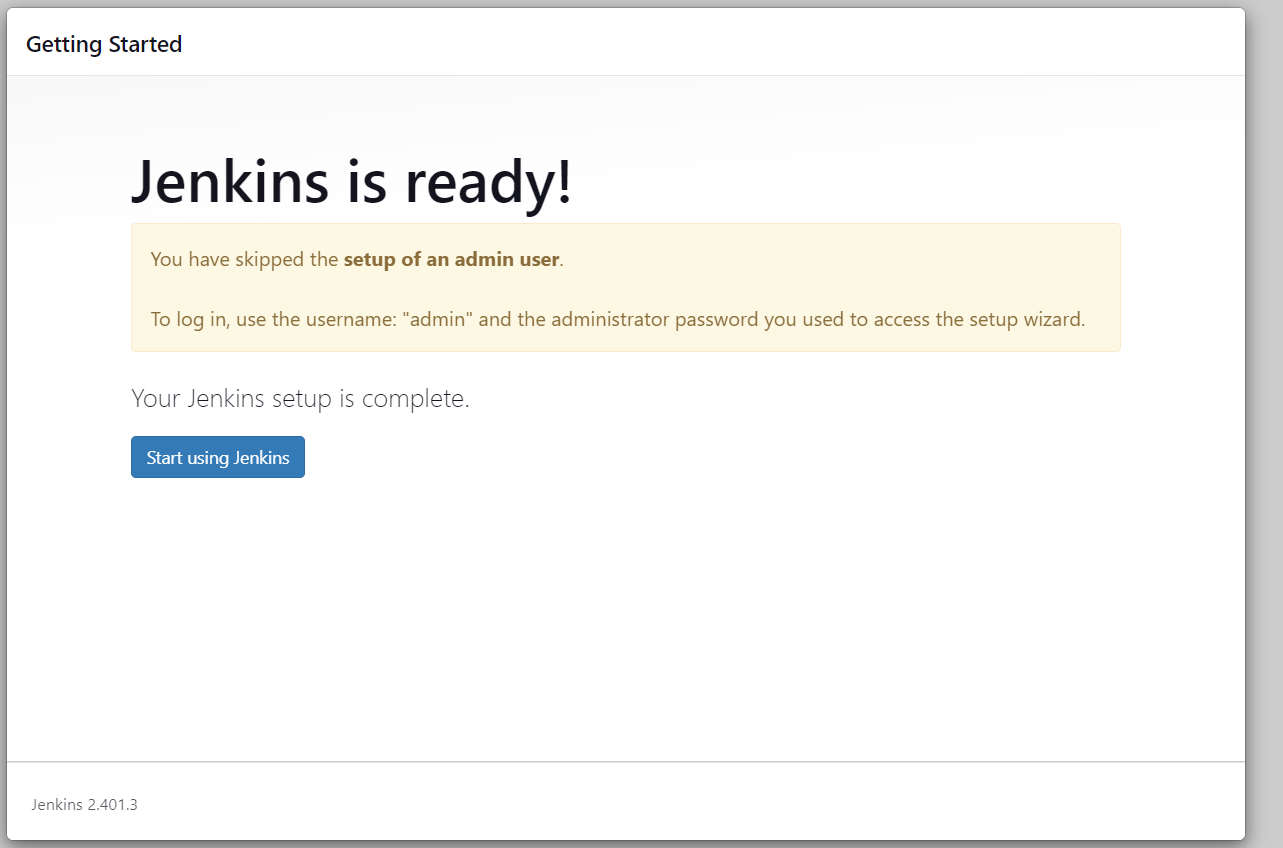 Getting Started
Jenkins is ready!
You have skipped the setup of an admin user.
To log in, use the username: "admin" and the administrator password you used to access the setup wizard.
Your Jenkins setup is complete.
Start using Jenkins
Jenkins 2.401.3